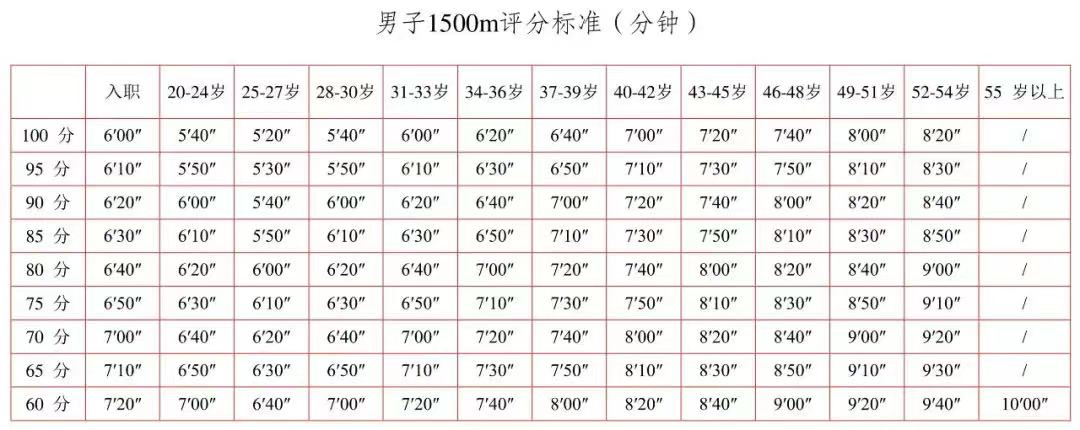 男子1500m评分标准（分钟）
入职 20-24岁 25-27岁 28-30岁 31-33岁 34-36岁 37-39岁 40-42岁 43-45岁 46-48岁 49-51岁 52-54岁 55 岁以上
100 分 6′00″ 5′40″ 5′20″ 5′40″ 6′00″ 6′20″ 6′40″ 7′00″ 7′20″ 7′40″ 8′00″ 8′20″ /
95 分 6′10″ 5′50″ 5′30″ 5′50″ 6′10″ 6′30″ 6′50″ 7′10″ 7′30″ 7′50″ 8′10″ 8′30″ /
90 分 6′20″ 6′00″ 5′40″ 6′00″ 6′20″ 6′40″ 7′00″ 7′20″ 7′40″ 8′00″ 8′20″ 8′40″ /
85 分 6′30″ 6′10″ 5′50″ 6′10″ 6′30″ 6′50″ 7′10″ 7′30″ 7′50″ 8′10″ 8′30″ 8′50″ /
80 分 6′40″ 6′20″ 6′00″ 6′20″ 6′40″ 7′00″ 7′20″ 7′40″ 8′00″ 8′20″ 8′40″ 9′00″ /
75 分 6′50″ 6′30″ 6′10″ 6′30″ 6′50″ 7′10″ 7′30″ 7′50″ 8′10″ 8′30″ 8′50″ 9′10″ /
70 分 7′00″ 6′40″ 6′20″ 6′40″ 7′00″ 7′20″ 7′40″ 8′00″ 8′20″ 8′40″ 9′00″ 9′20″ /
65 分 7′10″ 6′50″ 6′30″ 6′50″ 7′10″ 7′30″ 7′50″ 8′10″ 8′30″ 8′50″ 9′10″ 9′30″ /
60 分 7′20″ 7′00″ 6′40″ 7′00″ 7′20″ 7′40″ 8′00″ 8′20″ 8′40″ 9′00″ 9′20″ 9′40″ 10′00″